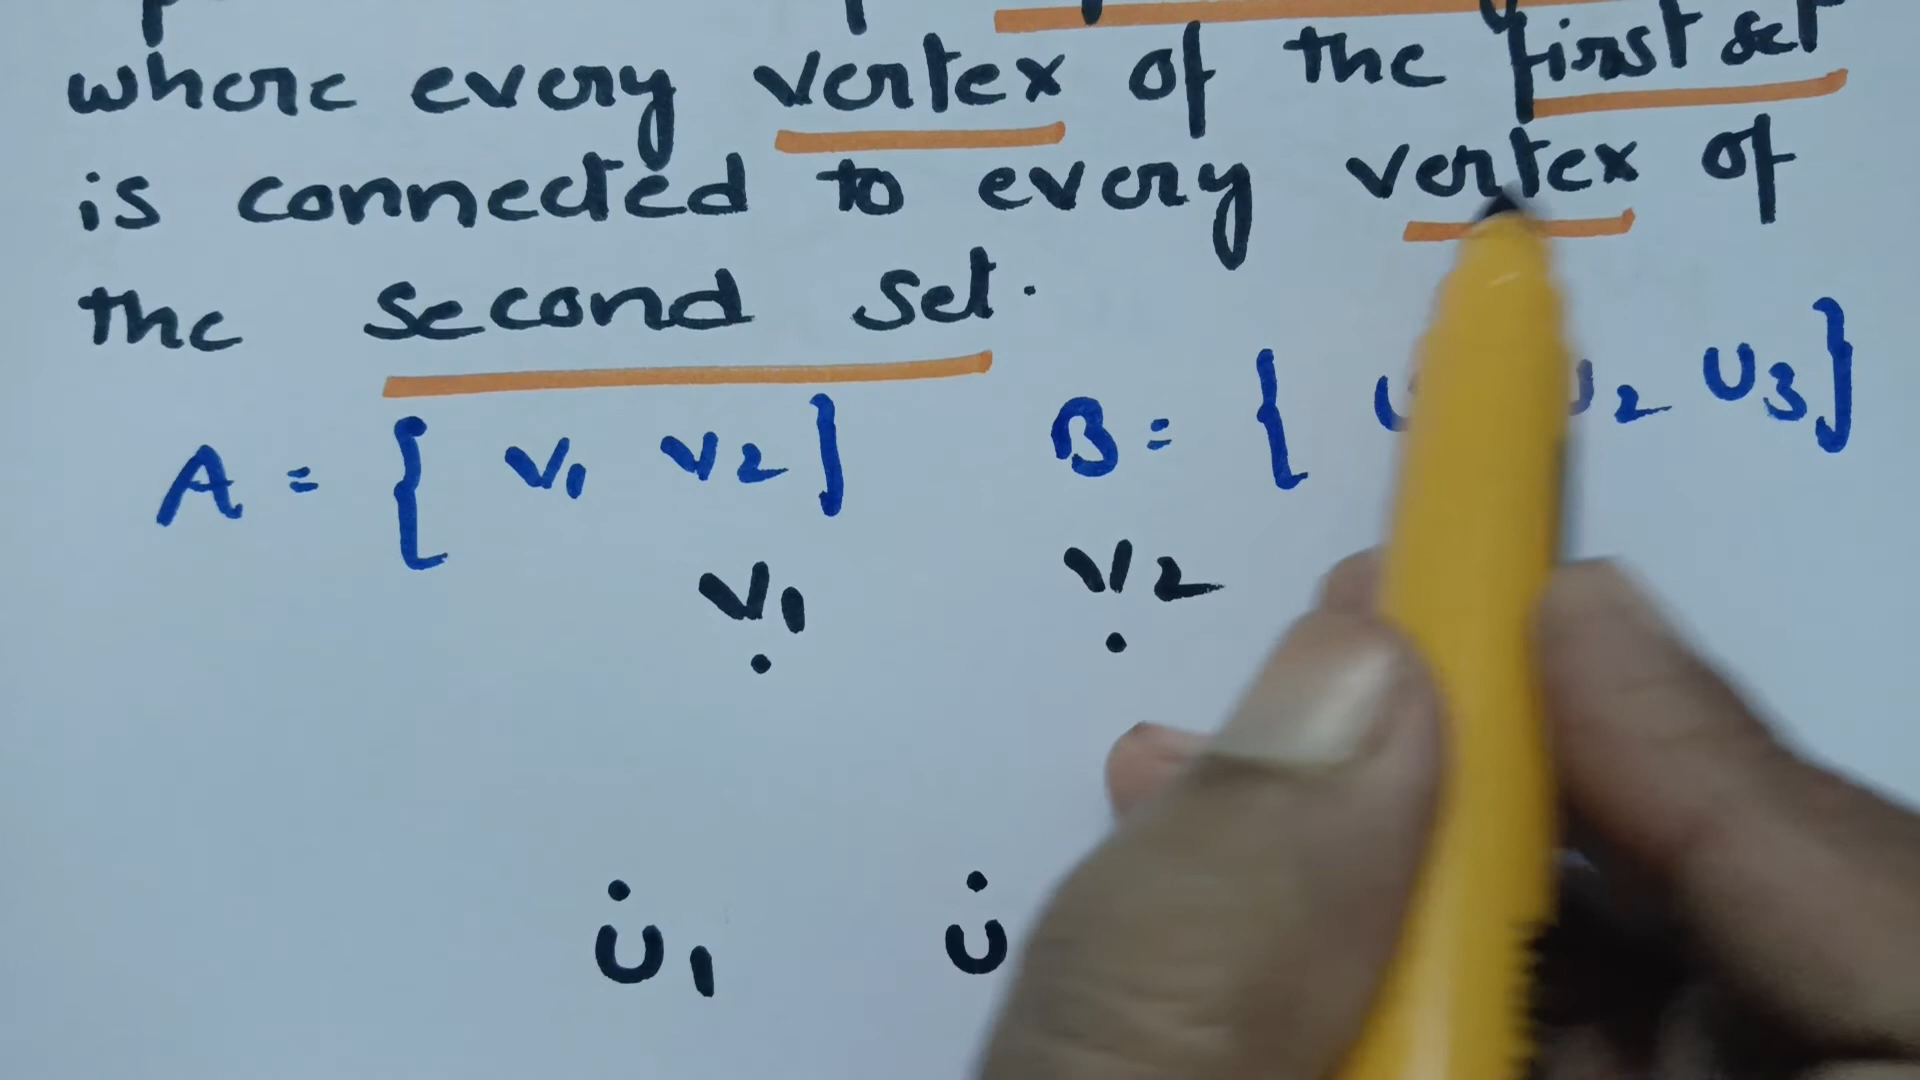 where every vertex of the first set
is connected to every vertex of
the second set.
A = { V1 V2 } B = { U2 U3 }
V1 V2
U1 U